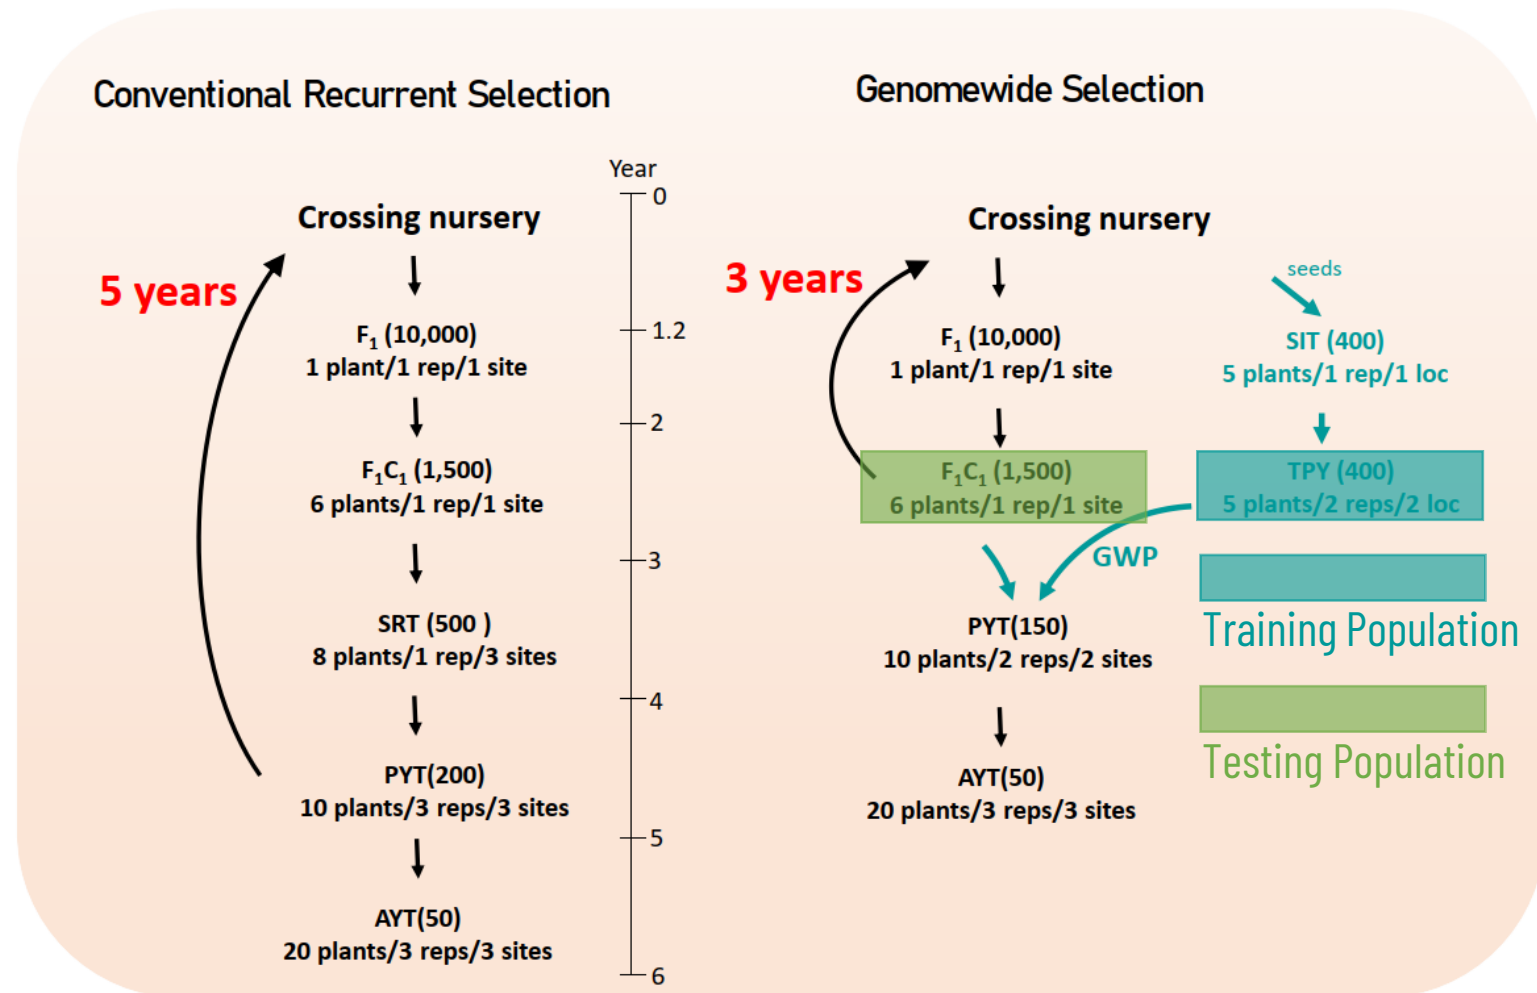 Conventional Recurrent Selection
Crossing nursery
5 years
F1 (10,000)
1 plant/1 rep/1 site
F1C1 (1,500)
6 plants/1 rep/1 site
SRT (500 )
8 plants/1 rep/3 sites
PYT(200)
10 plants/3 reps/3 sites
AYT(50)
20 plants/3 reps/3 sites
Year
0
1.2
2
3
4
5
6
Genomewide Selection
Crossing nursery
3 years
F1 (10,000)
1 plant/1 rep/1 site
F1C1 (1,500)
6 plants/1 rep/1 site
GWP
PYT(150)
10 plants/2 reps/2 sites
AYT(50)
20 plants/3 reps/3 sites
seeds
SIT (400)
5 plants/1 rep/1 loc
TPY (400)
5 plants/2 reps/2 loc
Training Population
Testing Population